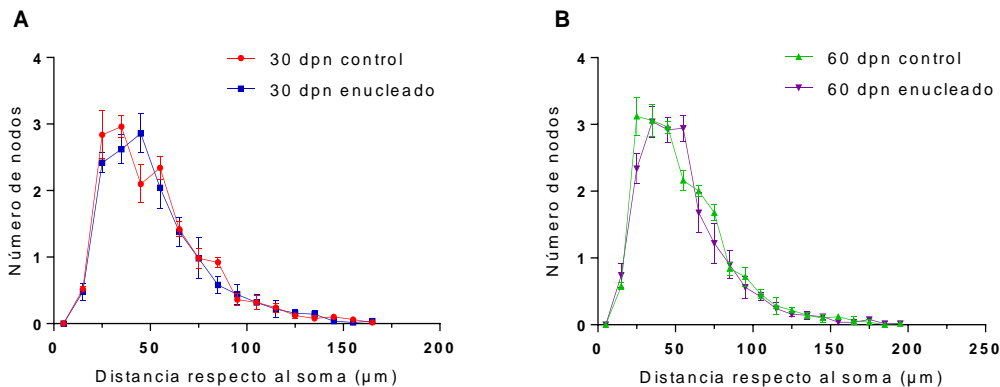 A
30 dpn control
30 dpn enucleado
Número de nodos
4
3
2
1
0
0 50 100 150 200
Distancia respecto al soma (µm)
B
60 dpn control
60 dpn enucleado
Número de nodos
4
3
2
1
0
0 50 100 150 200 250
Distancia respecto al soma (µm)